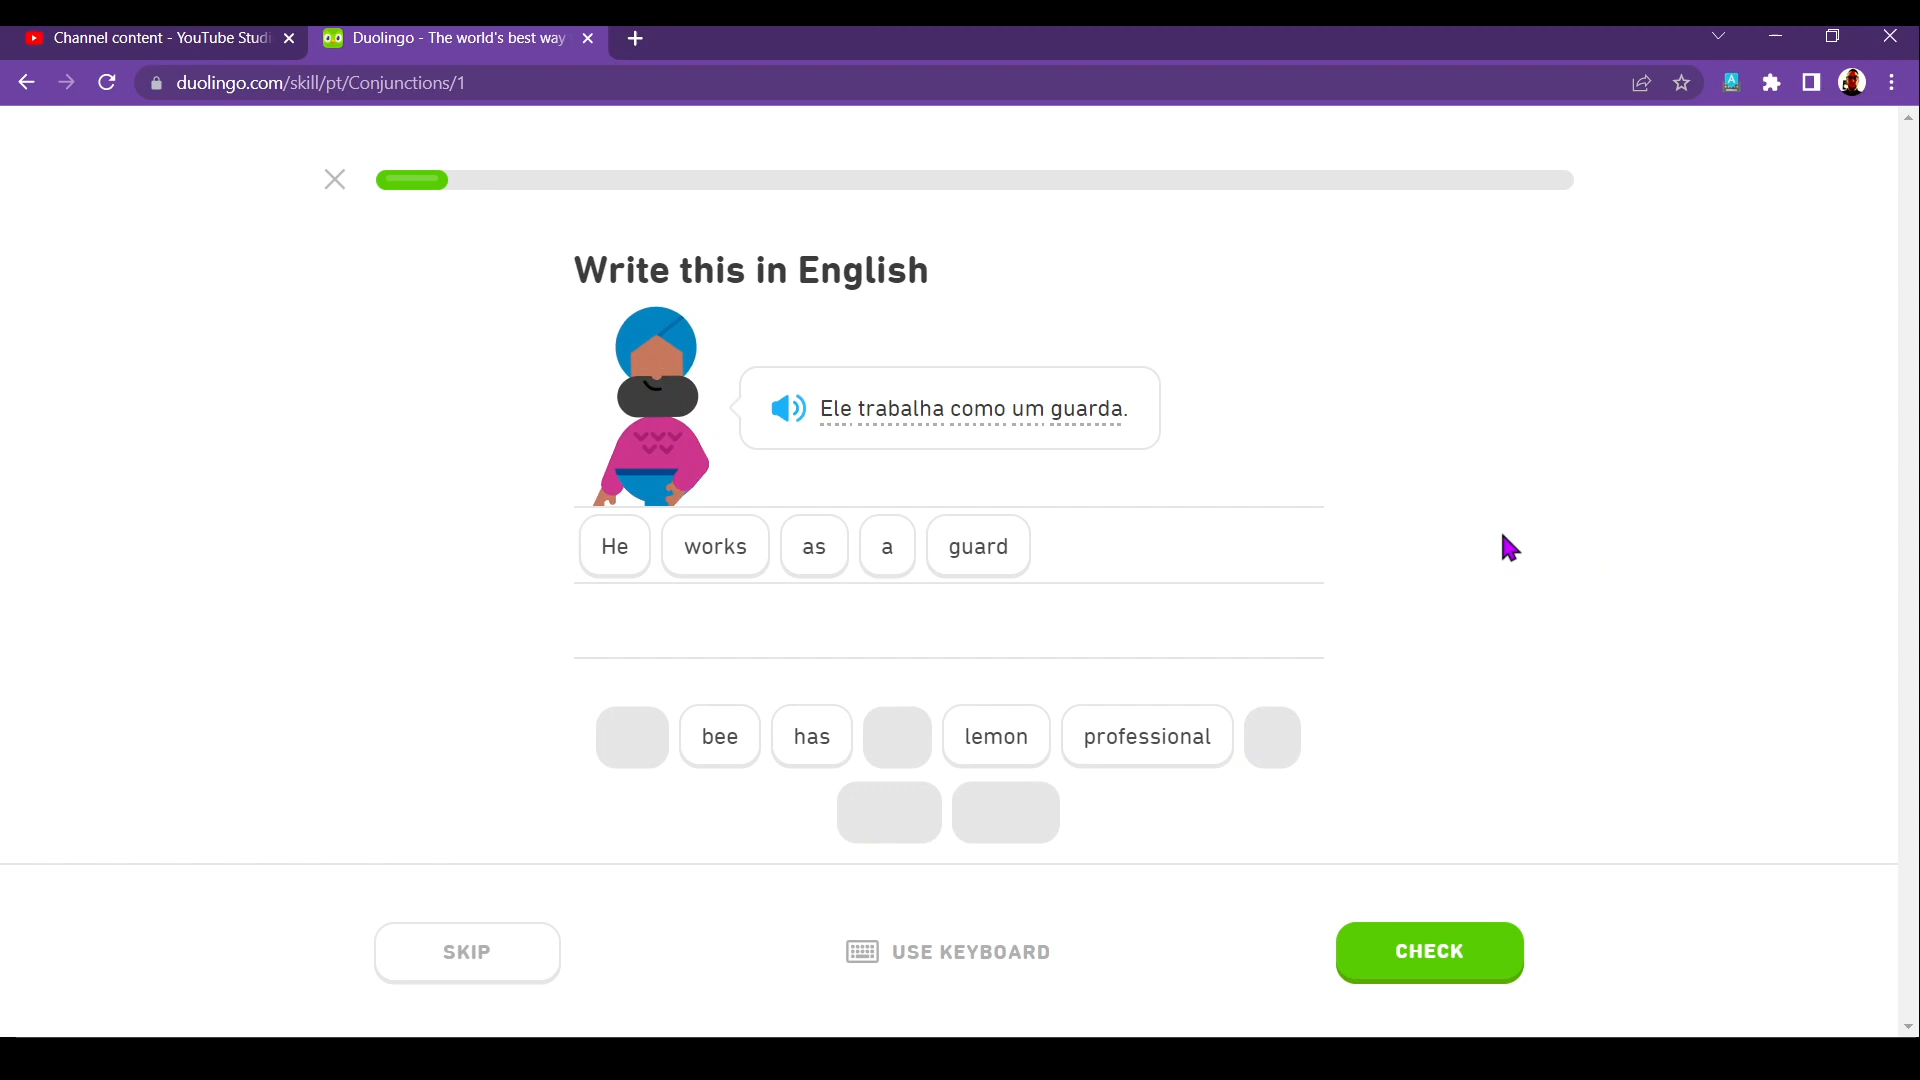 Channel content - YouTube Studi
Duolingo - The world's best way
duolingo.com/skill/pt/Conjunctions/1
Write this in English
Ele trabalha como um guarda.
He works as a guard
bee has lemon professional
SKIP
USE KEYBOARD
CHECK